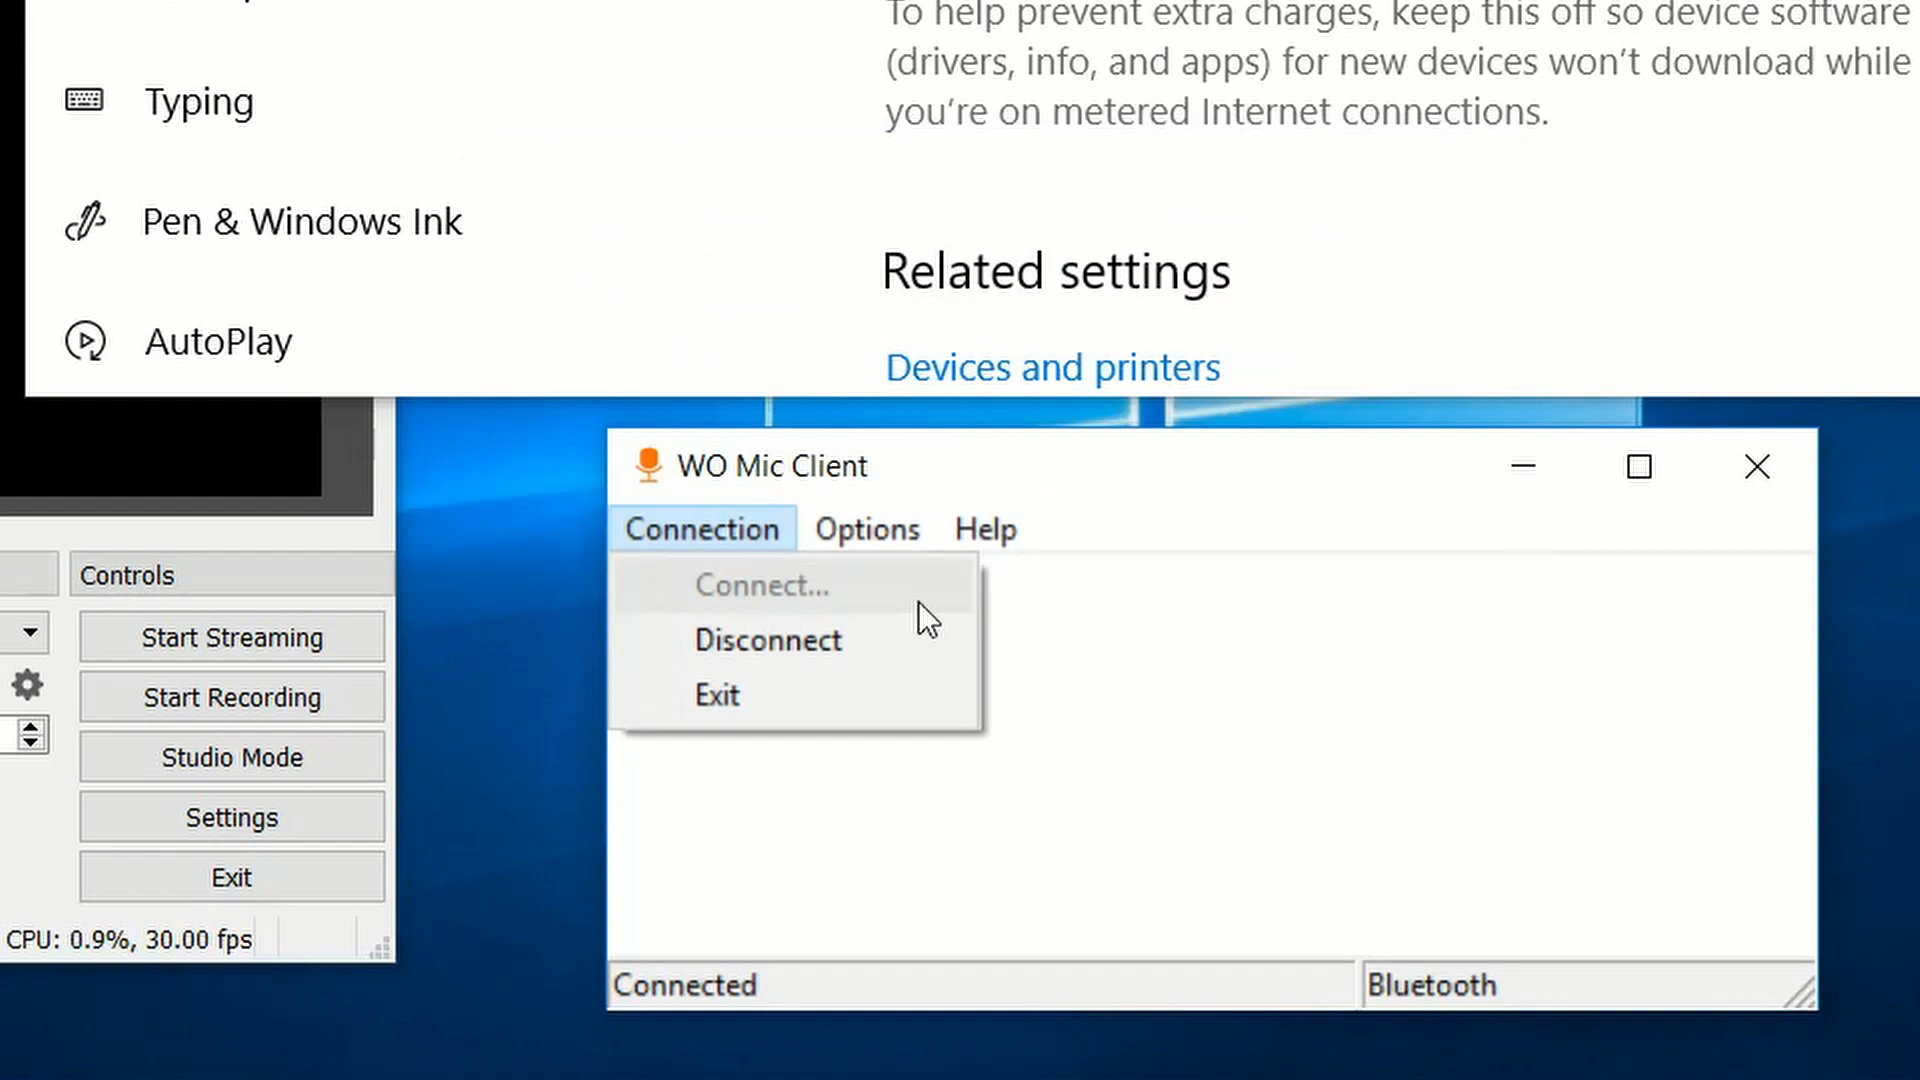 To help prevent extra charges, keep this off so device software
(drivers, info, and apps) for new devices won’t download while
you’re on metered Internet connections.
Typing
Pen & Windows Ink
AutoPlay
Related settings
Devices and printers
WO Mic Client
Connection Options Help
Connect...
Disconnect
Exit
Connected
Bluetooth
Controls
Start Streaming
Start Recording
Studio Mode
Settings
Exit
CPU: 0.9%, 30.00 fps